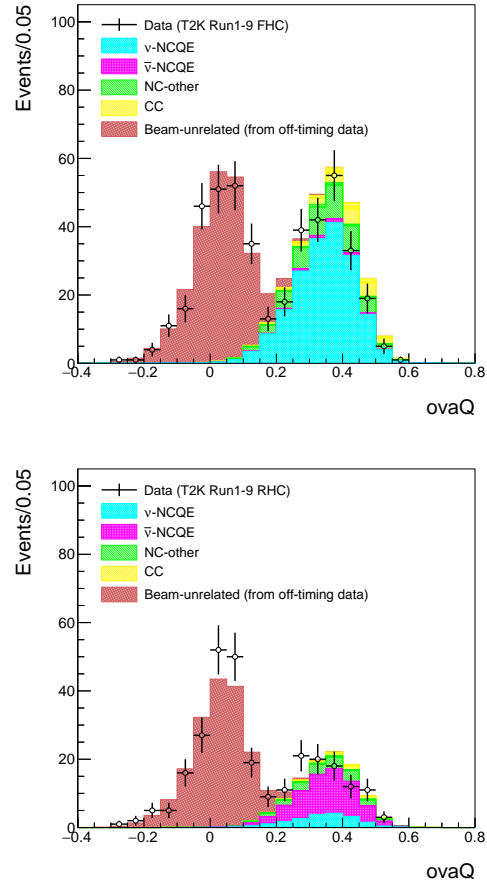 Events/0.05
100
80
60
40
20
0
Data (T2K Run1-9 FHC)
ν-NCQE
ν̄-NCQE
NC-other
CC
Beam-unrelated (from off-timing data)
−0.4 −0.2 0 0.2 0.4 0.6 0.8
ovaQ
Events/0.05
100
80
60
40
20
0
Data (T2K Run1-9 RHC)
ν-NCQE
ν̄-NCQE
NC-other
CC
Beam-unrelated (from off-timing data)
−0.4 −0.2 0 0.2 0.4 0.6 0.8
ovaQ